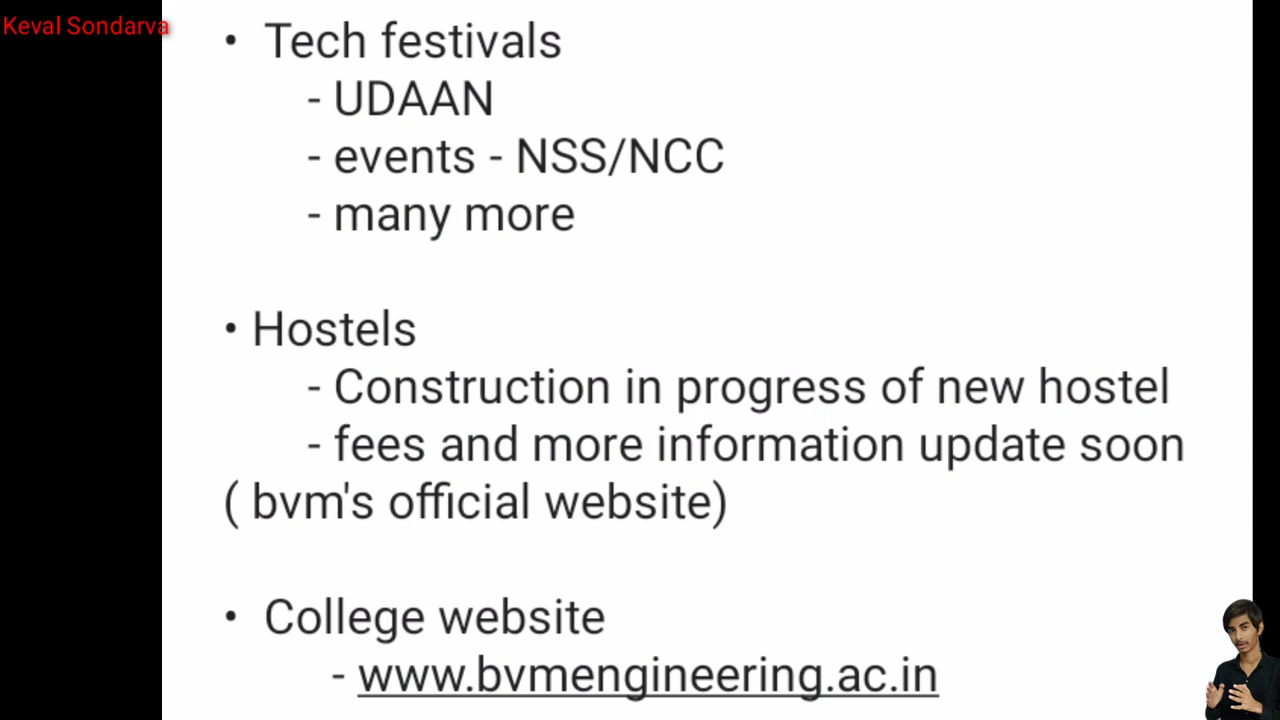 Keval Sondarva
• Tech festivals
- UDAAN
- events - NSS/NCC
- many more
• Hostels
- Construction in progress of new hostel
- fees and more information update soon
( bvm's official website)
• College website
- www.bvmengineering.ac.in